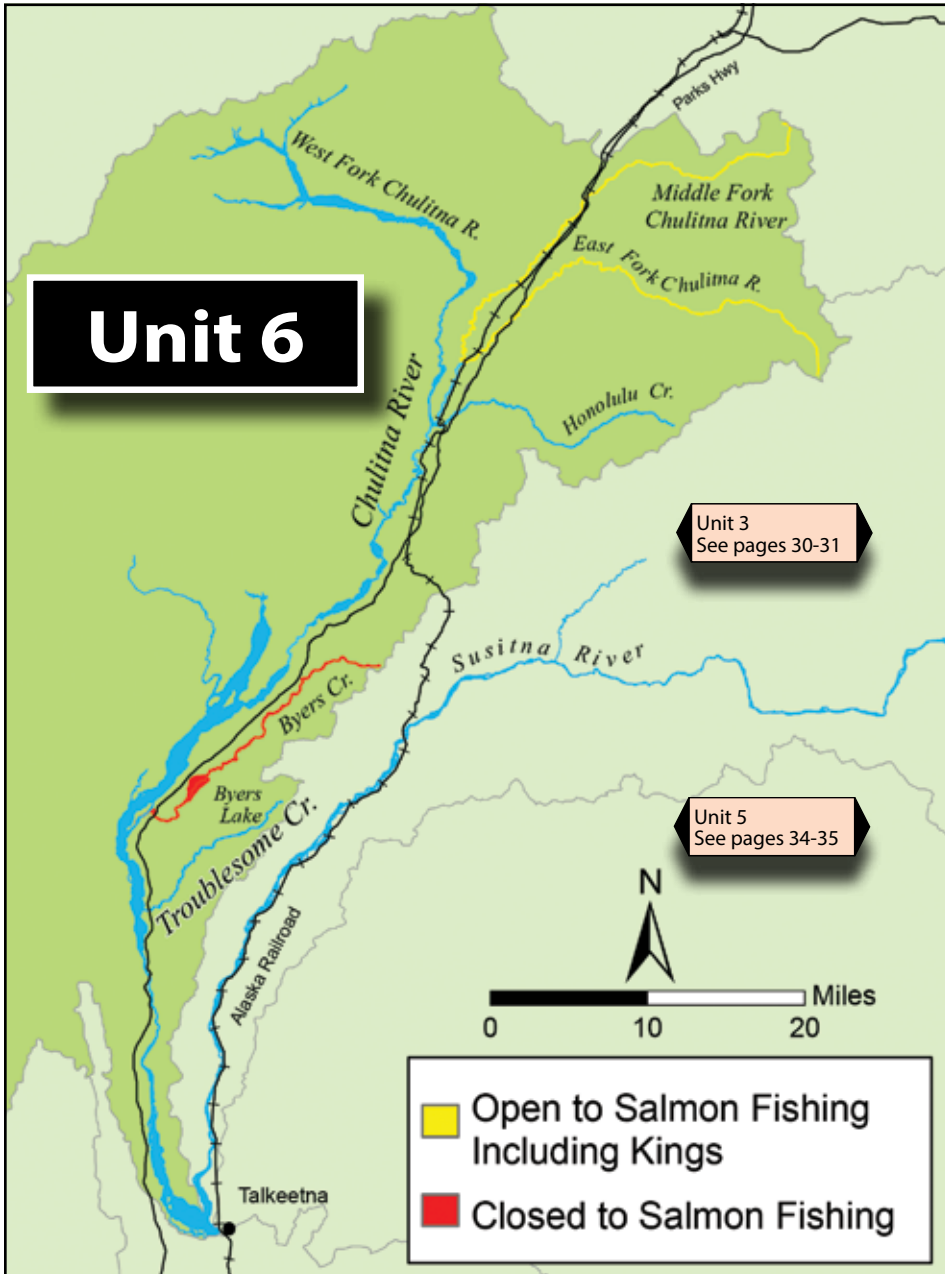 Parks Hwy
West Fork Chulitna R.
Middle Fork
Chulitna River
East Fork Chulitna R.
Unit 6
Chulitna River
Honolulu Cr.
Unit 3
See pages 30-31
Susitna River
Byers Cr.
Byers
Lake
Troublesome Cr.
Unit 5
See pages 34-35
N
Alaska Railroad
Miles
0 10 20
Open to Salmon Fishing
Including Kings
Closed to Salmon Fishing
Talkeetna